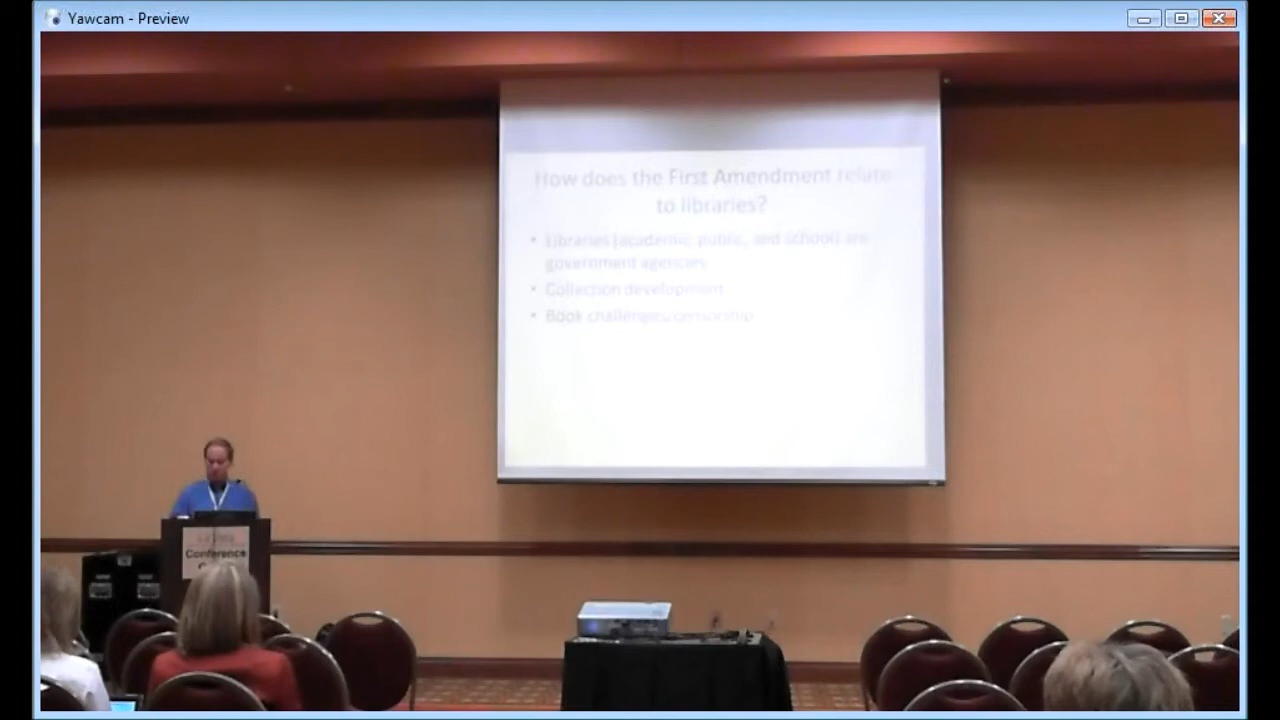 Yawcam - Preview
How does the First Amendment relate
to libraries?
• Libraries (academic, public, and school) are
government agencies
• Collection development
• Book challenges/censorship
Conference